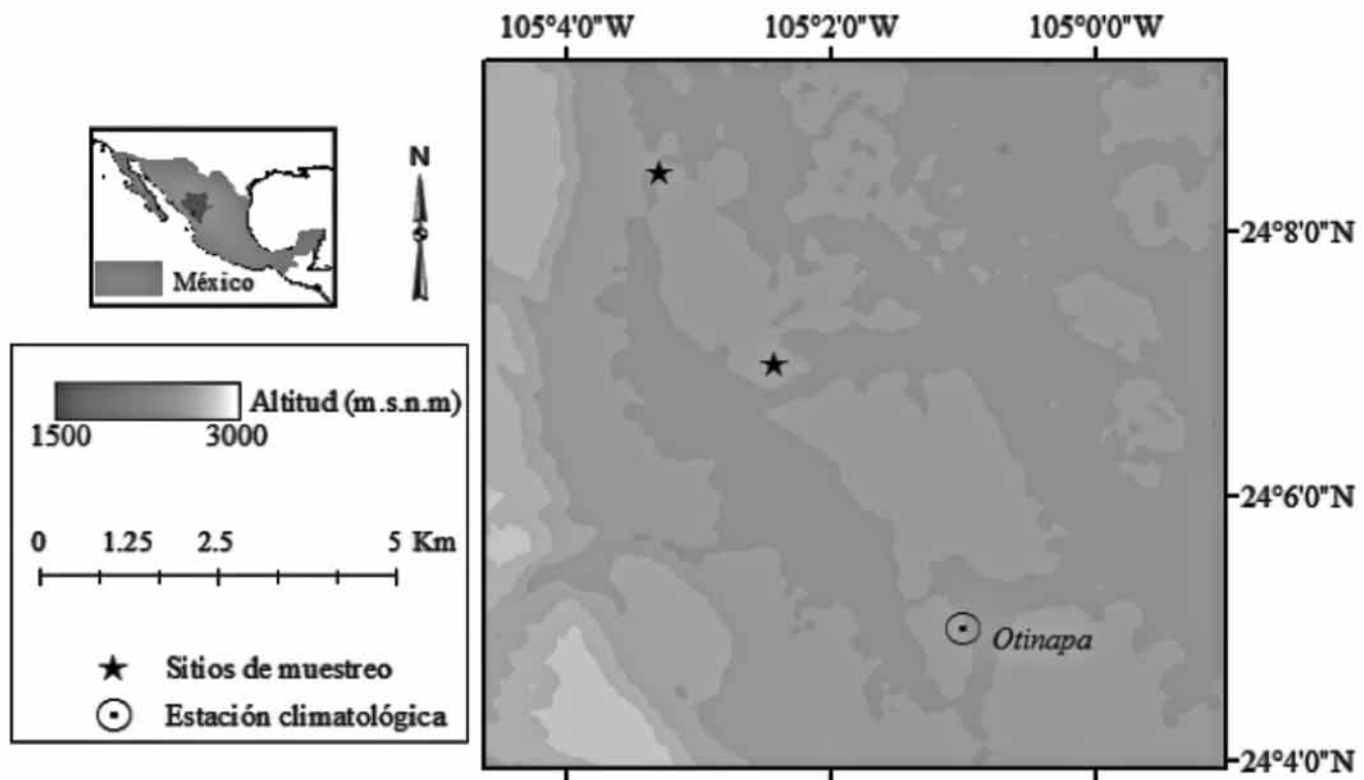 105°4'0"W 105°2'0"W 105°0'0"W
N
24°8'0"N
México
Altitud (m.s.n.m)
1500 3000
24°6'0"N
0 1.25 2.5 5 Km
Otinapa
Sitios de muestreo
Estación climatológica
24°4'0"N